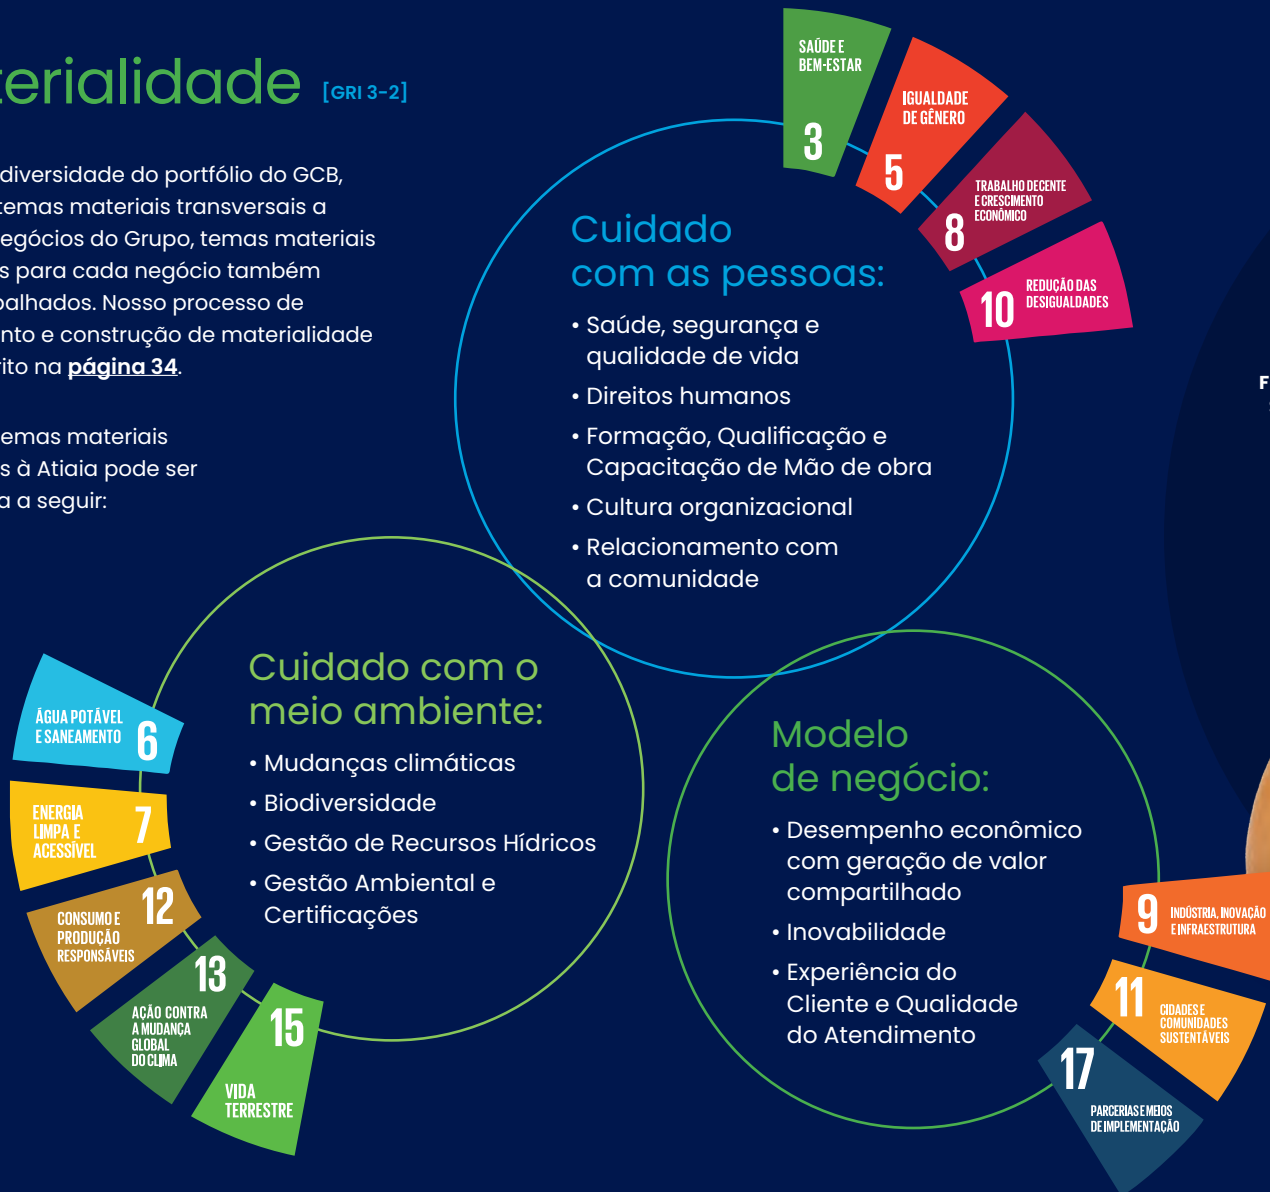 terialidade [GRI 3-2]
diversidade do portfólio do GCB,
temas materiais transversais a
egócios do Grupo, temas materiais
s para cada negócio também
balhados. Nosso processo de
nto e construção de materialidade
rito na página 34.
emas materiais
s à Atiaia pode ser
a a seguir:
SAÚDE E
BEM-ESTAR
3
IGUALDADE
DE GÊNERO
5
TRABALHO DECENTE
E CRESCIMENTO
ECONÔMICO
8
REDUÇÃO DAS
DESIGUALDADES
10
Cuidado
com as pessoas:
• Saúde, segurança e
qualidade de vida
• Direitos humanos
• Formação, Qualificação e
Capacitação de Mão de obra
• Cultura organizacional
• Relacionamento com
a comunidade
F
Cuidado com o
meio ambiente:
• Mudanças climáticas
• Biodiversidade
• Gestão de Recursos Hídricos
• Gestão Ambiental e
Certificações
ÁGUA POTÁVEL
E SANEAMENTO
6
ENERGIA
LIMPA E
ACESSÍVEL
7
12
CONSUMO E
PRODUÇÃO
RESPONSÁVEIS
13
AÇÃO CONTRA
A MUDANÇA
GLOBAL
DO CLIMA
15
VIDA
TERRESTRE
Modelo
de negócio:
• Desempenho econômico
com geração de valor
compartilhado
• Inovabilidade
• Experiência do
Cliente e Qualidade
do Atendimento
9
INDÚSTRIA, INOVAÇÃO
E INFRAESTRUTURA
11
CIDADES E
COMUNIDADES
SUSTENTÁVEIS
17
PARCERIAS E MEIOS
DE IMPLEMENTAÇÃO